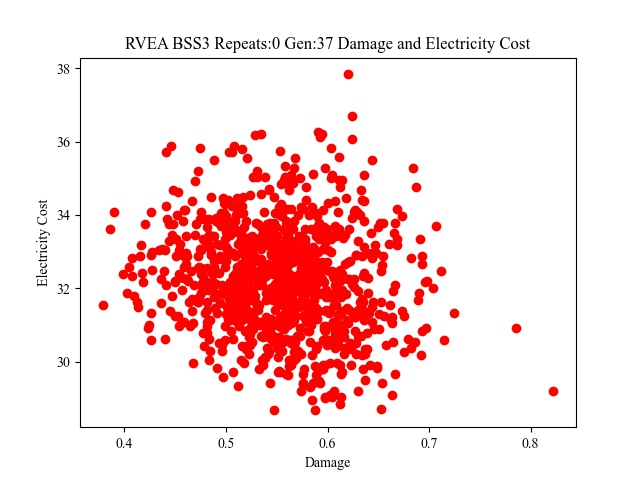 RVEA BSS3 Repeats:0 Gen:37 Damage and Electricity Cost
38
36
34
32
30
Electricity Cost
0.4 0.5 0.6 0.7 0.8
Damage